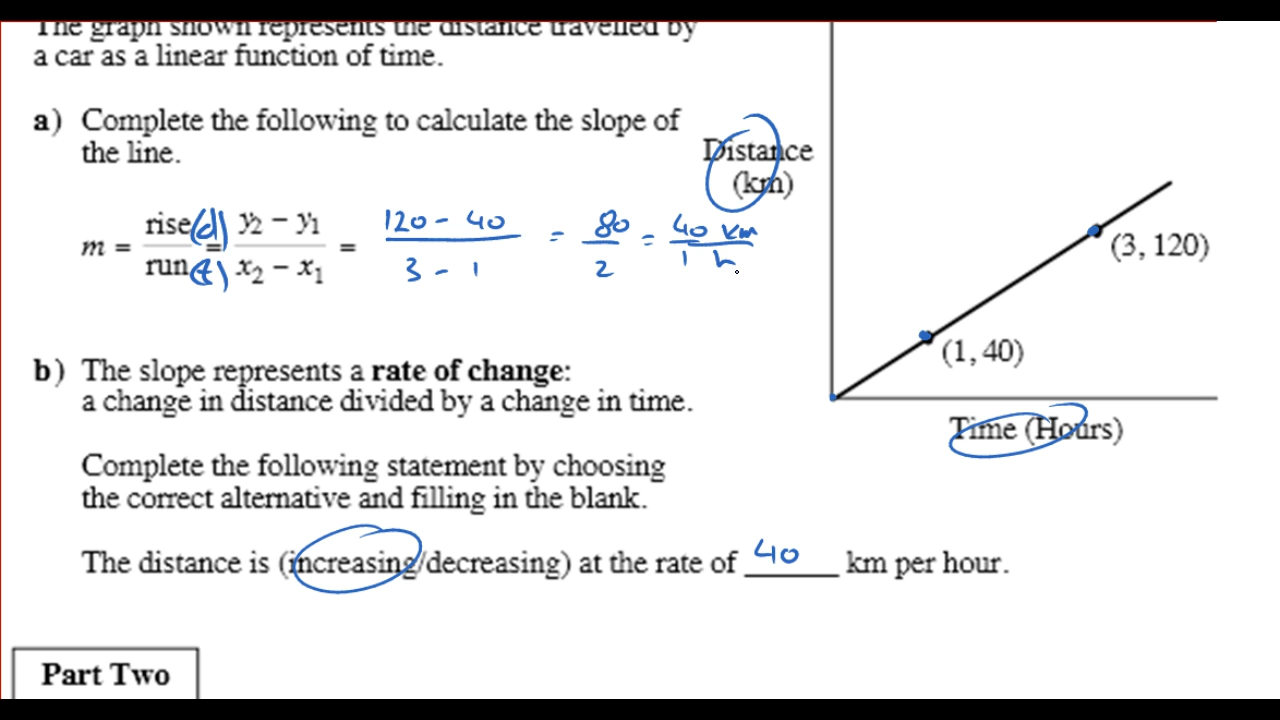 The graph shown represents the distance travelled by
a car as a linear function of time.
a) Complete the following to calculate the slope of
the line.
m = rise (d) / run (t) = y₂ − y₁ / x₂ − x₁ = 120 - 40 / 3 - 1 = 80 / 2 = 40 km / 1 h
b) The slope represents a rate of change:
a change in distance divided by a change in time.
Complete the following statement by choosing
the correct alternative and filling in the blank.
The distance is (increasing/decreasing) at the rate of 40 km per hour.
Part Two
Distance
(km)
(3, 120)
(1, 40)
Time (Hours)